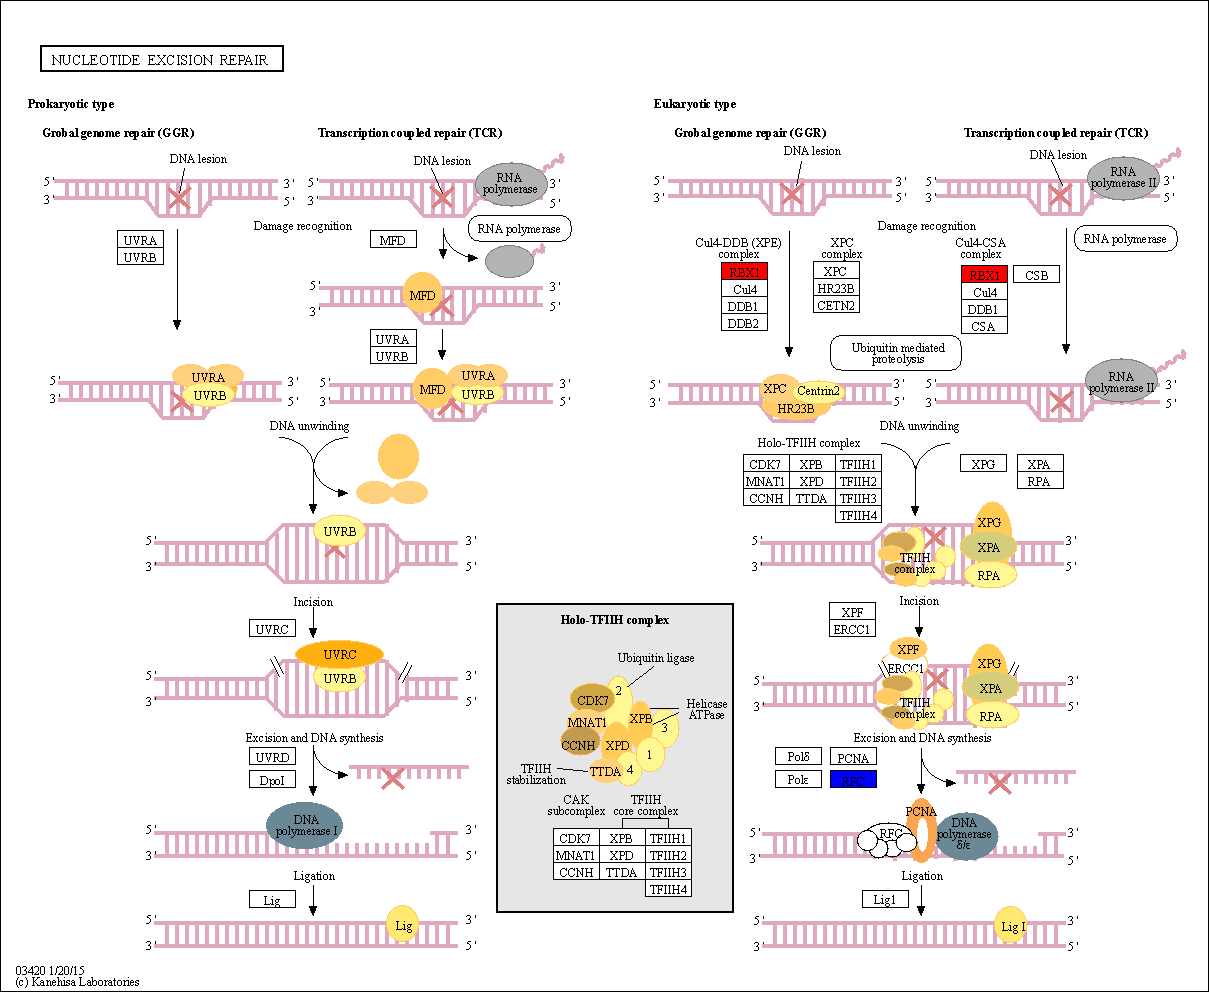 NUCLEOTIDE EXCISION REPAIR
Prokaryotic type
Grobal genome repair (GGR)
Transcription coupled repair (TCR)
DNA lesion
5' 3'
3' 5'
DNA lesion
RNA
polymerase
5' 3'
3' 5'
Damage recognition
UVRA
UVRB
MFD
RNA polymerase
5' 3'
3' 5'
MFD
UVRA
UVRB
5' 3'
3' 5'
UVRA
UVRB
5' 3'
3' 5'
MFD
UVRA
UVRB
DNA unwinding
5' 3'
3' 5'
UVRB
Incision
UVRC
UVRC
UVRB
5' 3'
3' 5'
Excision and DNA synthesis
UVRD
DpoI
DNA
polymerase I
5' 3'
3' 5'
Ligation
Lig
5' 3'
3' 5'
Lig
Holo-TFIIH complex
Ubiquitin ligase
CDK7
2
MNAT1
XPB
Helicase
ATPase
3
CCNH
XPD
1
TFIIH
stabilization
TTDA
4
CAK
subcomplex
TFIIH
core complex
CDK7 XPB TFIIH1
MNAT1 XPD TFIIH2
CCNH TTDA TFIIH3
TFIIH4
Eukaryotic type
Grobal genome repair (GGR)
Transcription coupled repair (TCR)
DNA lesion
5' 3'
3' 5'
DNA lesion
RNA
polymerase II
5' 3'
3' 5'
Damage recognition
Cul4-DDB (XPE)
complex
RBX1
Cul4
DDB1
DDB2
XPC
complex
XPC
HR23B
CETN2
Cul4-CSA
complex
RBX1
Cul4
DDB1
CSA
CSB
RNA polymerase
Ubiquitin mediated
proteolysis
5' 3'
3' 5'
XPC
Centrin2
HR23B
RNA
polymerase II
5' 3'
3' 5'
DNA unwinding
Holo-TFIIH complex
CDK7 XPB TFIIH1
MNAT1 XPD TFIIH2
CCNH TTDA TFIIH3
TFIIH4
XPG
XPA
RPA
5' 3'
3' 5'
TFIIH
complex
XPG
XPA
RPA
Incision
XPF
ERCC1
XPF
ERCC1
XPG
XPA
RPA
TFIIH
complex
5' 3'
3' 5'
Excision and DNA synthesis
Polδ
PCNA
Polε
RFC
PCNA
RFC
DNA
polymerase
δ/ε
5' 3'
3' 5'
Ligation
Lig1
5' 3'
3' 5'
Lig I
03420 1/20/15
(c) Kanehisa Laboratories